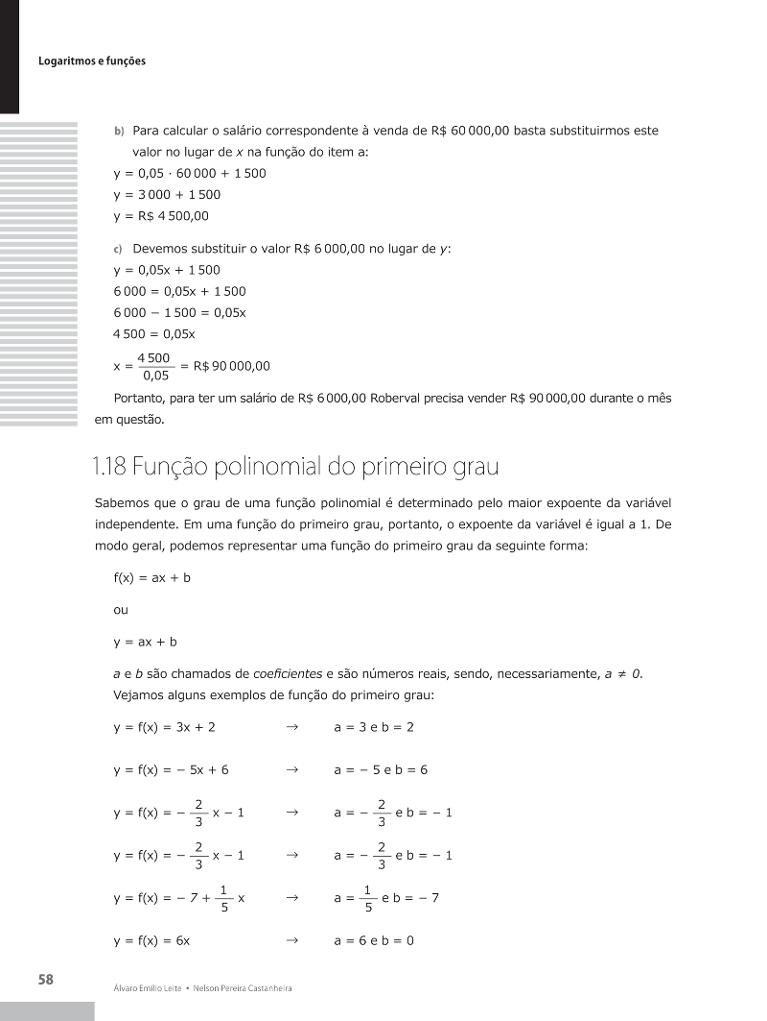 Logaritmos e funções
b) Para calcular o salário correspondente à venda de R$ 60 000,00 basta substituirmos este
valor no lugar de x na função do item a:
y = 0,05 · 60 000 + 1 500
y = 3 000 + 1 500
y = R$ 4 500,00
c) Devemos substituir o valor R$ 6 000,00 no lugar de y:
y = 0,05x + 1 500
6 000 = 0,05x + 1 500
6 000 − 1 500 = 0,05x
4 500 = 0,05x
x = 4 500 / 0,05 = R$ 90 000,00
Portanto, para ter um salário de R$ 6 000,00 Roberval precisa vender R$ 90 000,00 durante o mês
em questão.
1.18 Função polinomial do primeiro grau
Sabemos que o grau de uma função polinomial é determinado pelo maior expoente da variável
independente. Em uma função do primeiro grau, portanto, o expoente da variável é igual a 1. De
modo geral, podemos representar uma função do primeiro grau da seguinte forma:
f(x) = ax + b
ou
y = ax + b
a e b são chamados de coeficientes e são números reais, sendo, necessariamente, a ≠ 0.
Vejamos alguns exemplos de função do primeiro grau:
y = f(x) = 3x + 2 → a = 3 e b = 2
y = f(x) = − 5x + 6 → a = − 5 e b = 6
y = f(x) = − 2/3 x − 1 → a = − 2/3 e b = − 1
y = f(x) = − 2/3 x − 1 → a = − 2/3 e b = − 1
y = f(x) = − 7 + 1/5 x → a = 1/5 e b = − 7
y = f(x) = 6x → a = 6 e b = 0
58
Álvaro Emílio Leite • Nelson Pereira Castanheira